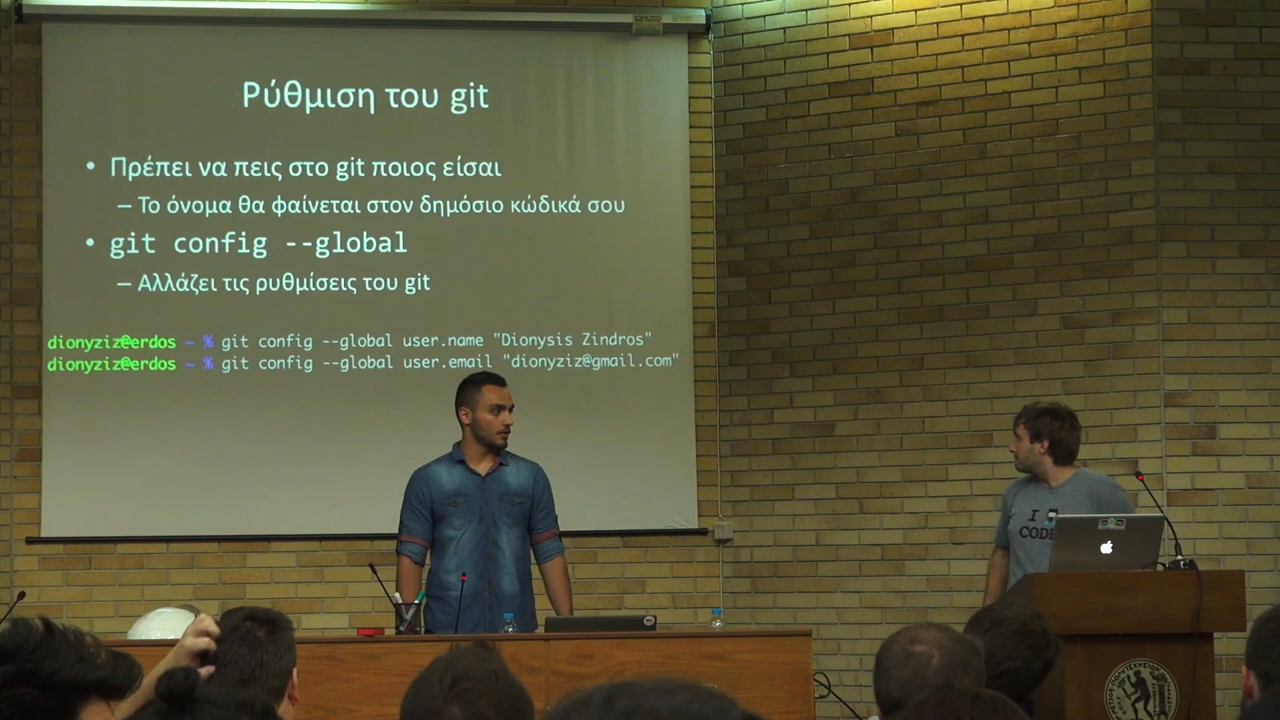 Ρύθμιση του git
• Πρέπει να πεις στο git ποιος είσαι
– Το όνομα θα φαίνεται στον δημόσιο κώδικά σου
• git config --global
– Αλλάζει τις ρυθμίσεις του git
dionyziz@erdos ~ % git config --global user.name "Dionysis Zindros"
dionyziz@erdos ~ % git config --global user.email "dionyziz@gmail.com"
I
CODE